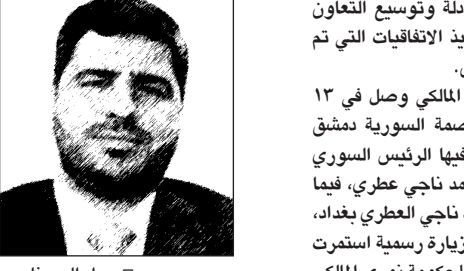 دلة وتوسيع التعاون
يذ الاتفاقيات التي تم
المالكي وصل في ١٣
صمة السورية دمشق
فيها الرئيس السوري
مد ناجي عطري، فيما
ناجي العطري بغداد،
زيارة رسمية استمرت